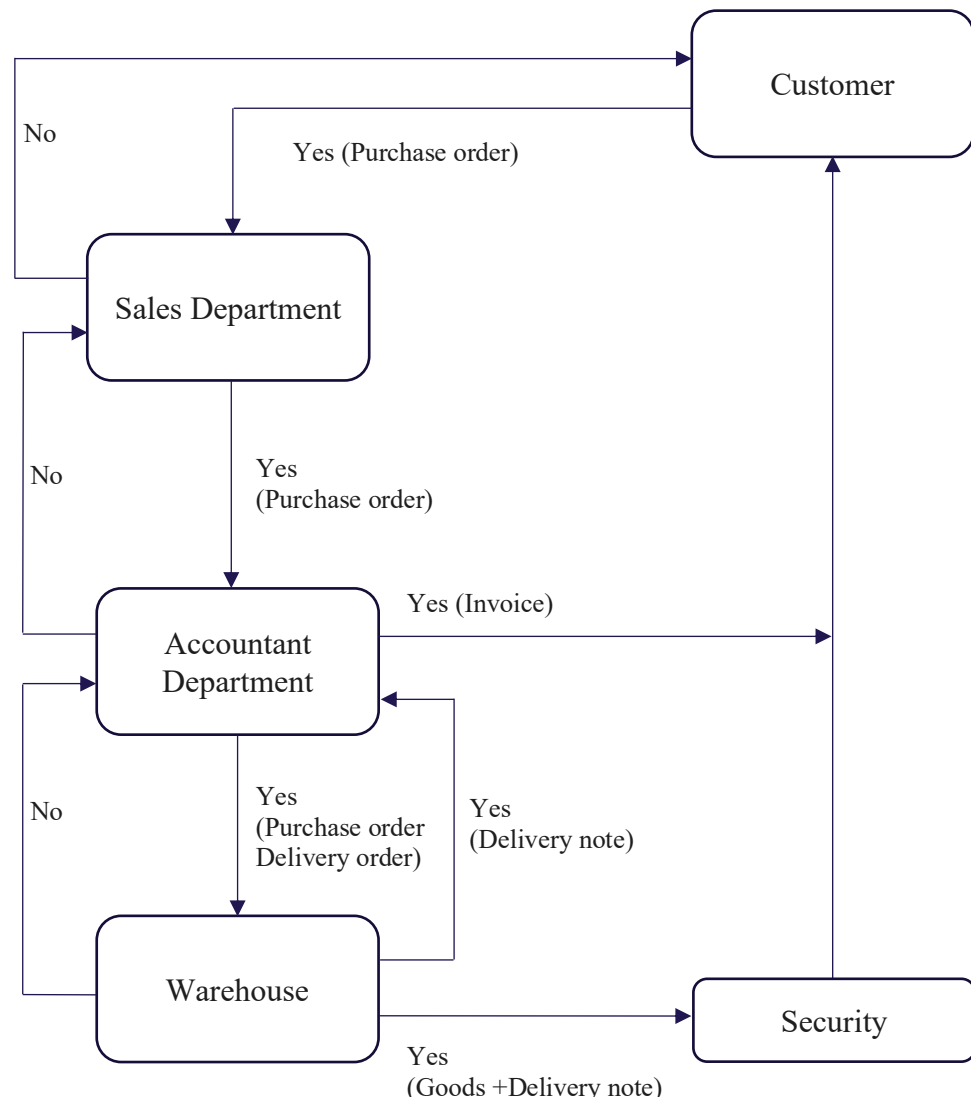 Customer
No
Yes (Purchase order)
Sales Department
No
Yes
(Purchase order)
Yes (Invoice)
Accountant
Department
No
Yes
(Purchase order
Delivery order)
Yes
(Delivery note)
Warehouse
Security
Yes
(Goods +Delivery note)